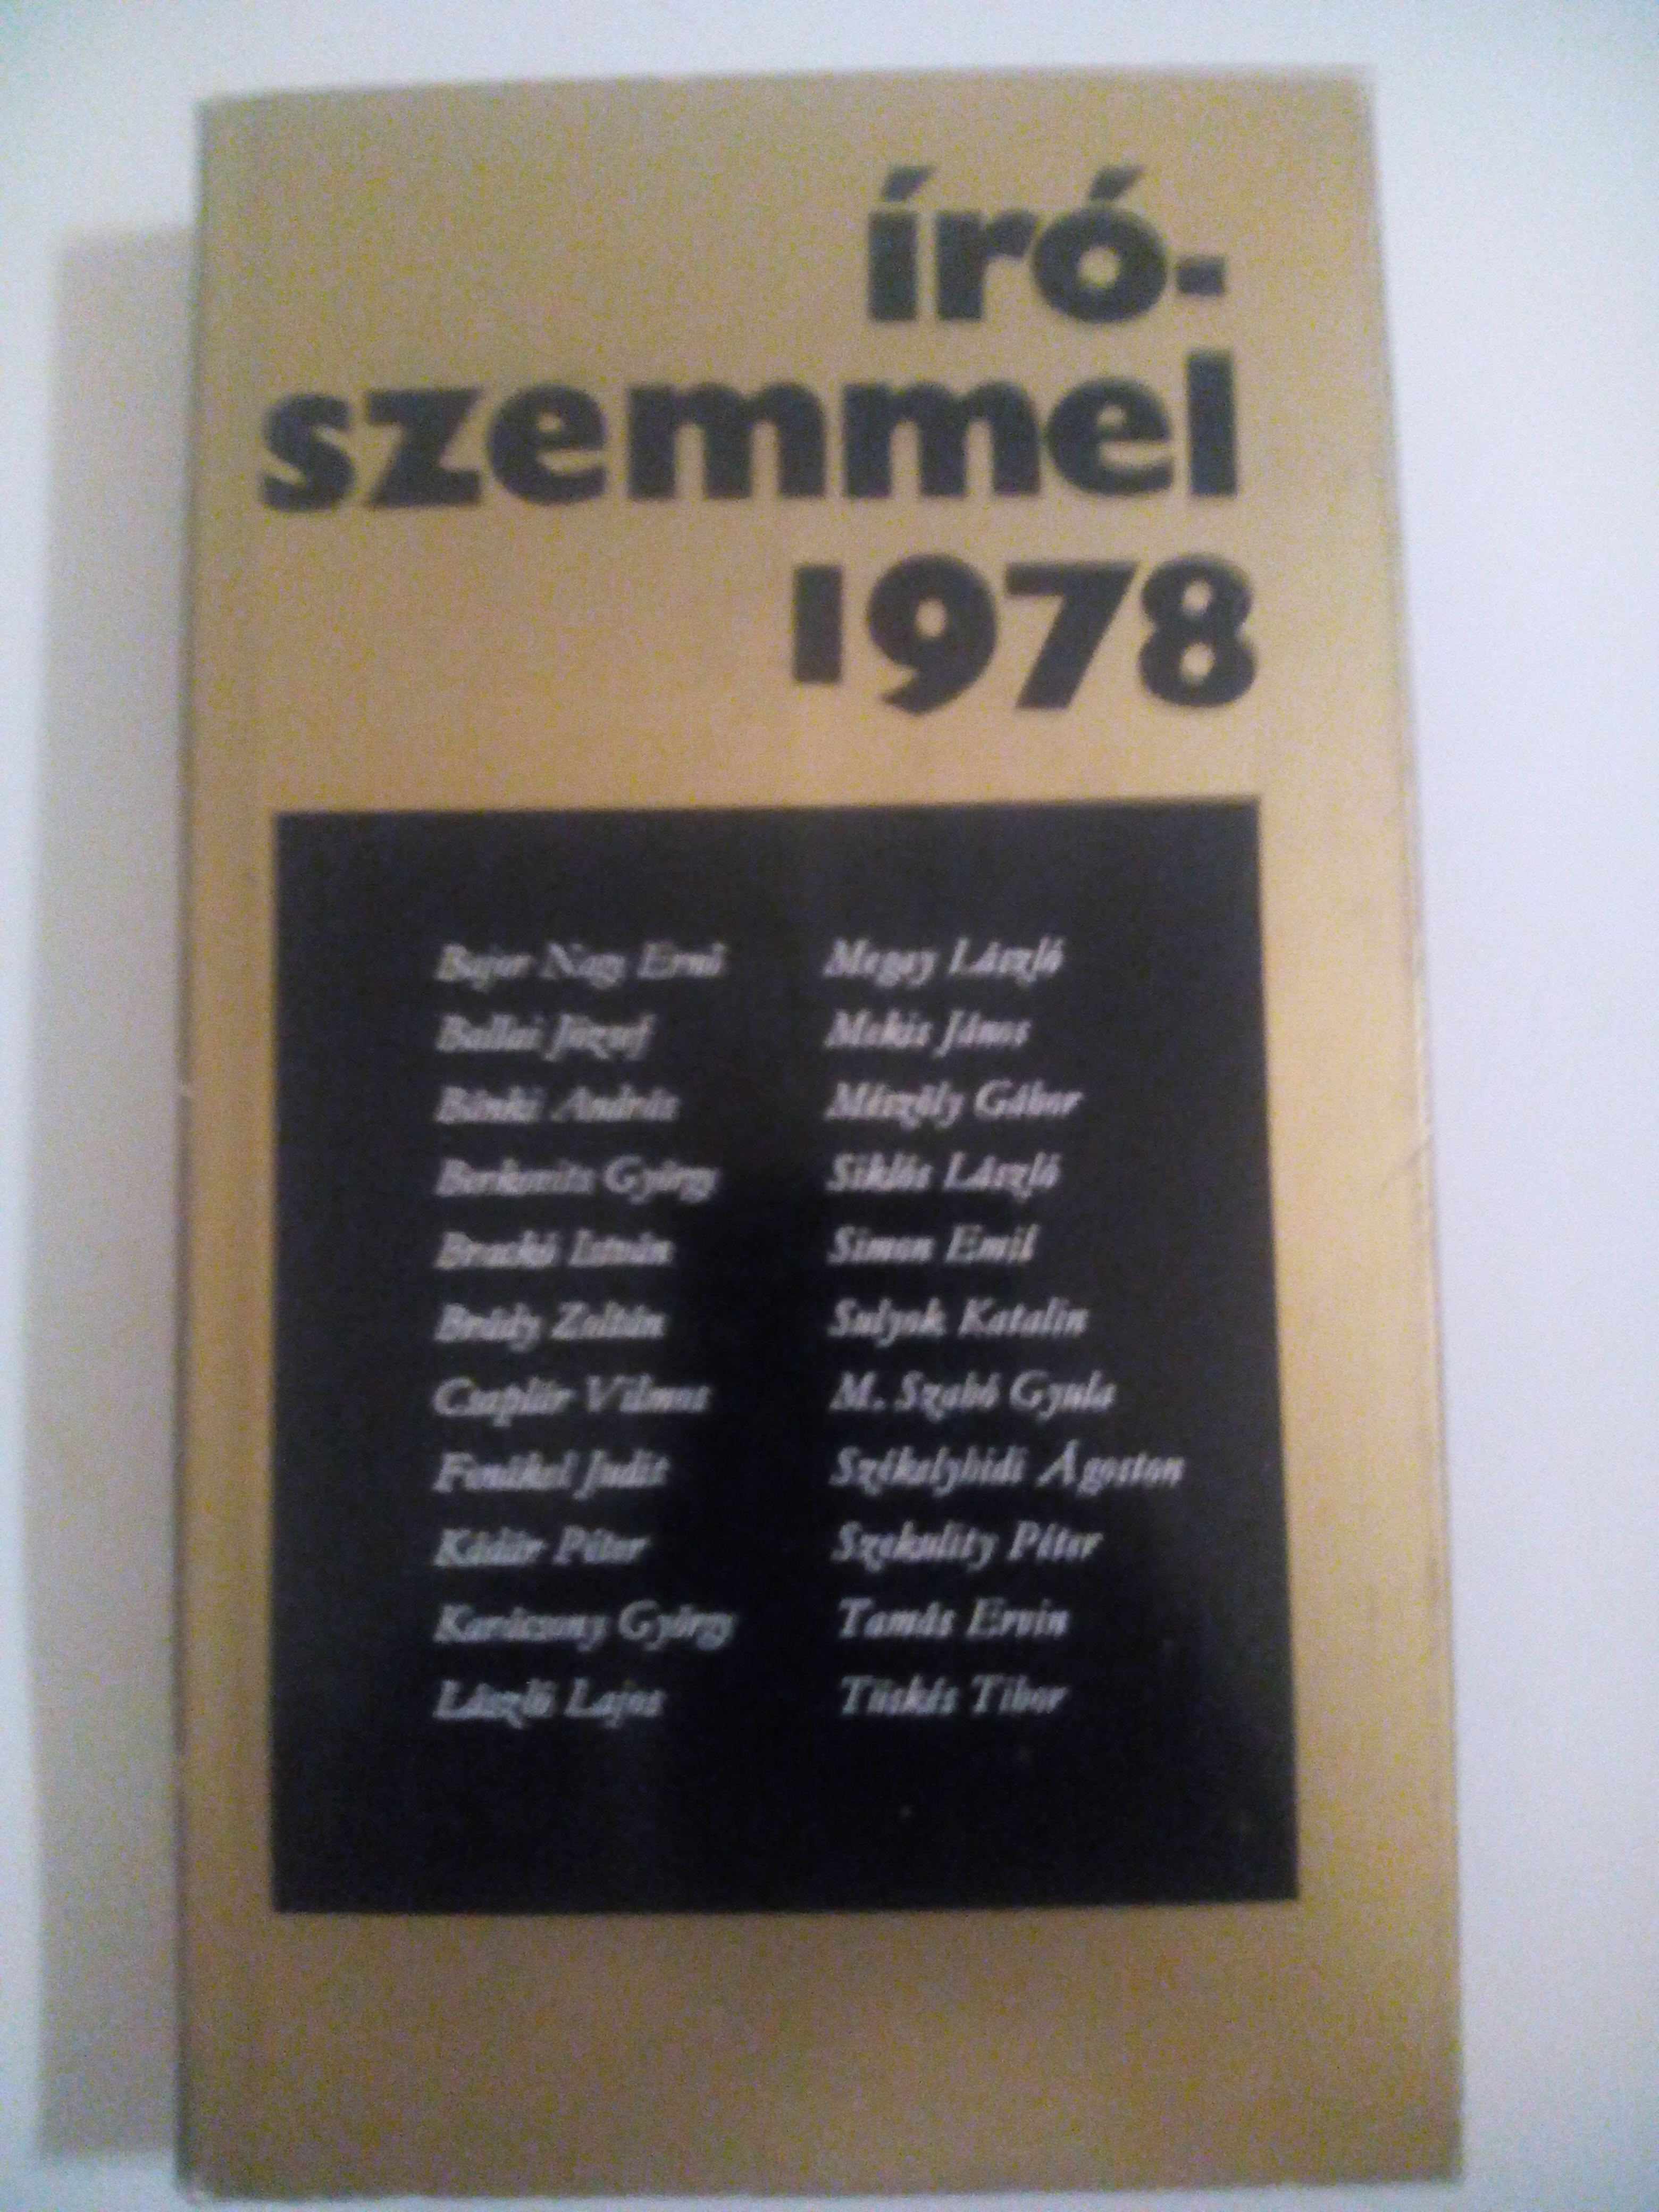 író-
szemmel
1978
Bajor Nagy Ernő
Ballai József
Bánki András
Berkovits György
Bruckó István
Brády Zoltán
Csaplár Vilmos
Fenákel Judit
Kádár Péter
Karácsony György
László Lajos
Megay László
Mekis János
Mészöly Gábor
Siklós László
Simon Emil
Sulyok Katalin
M. Szabó Gyula
Székelyhidi Ágoston
Szekulity Péter
Tamás Ervin
Tüskés Tibor